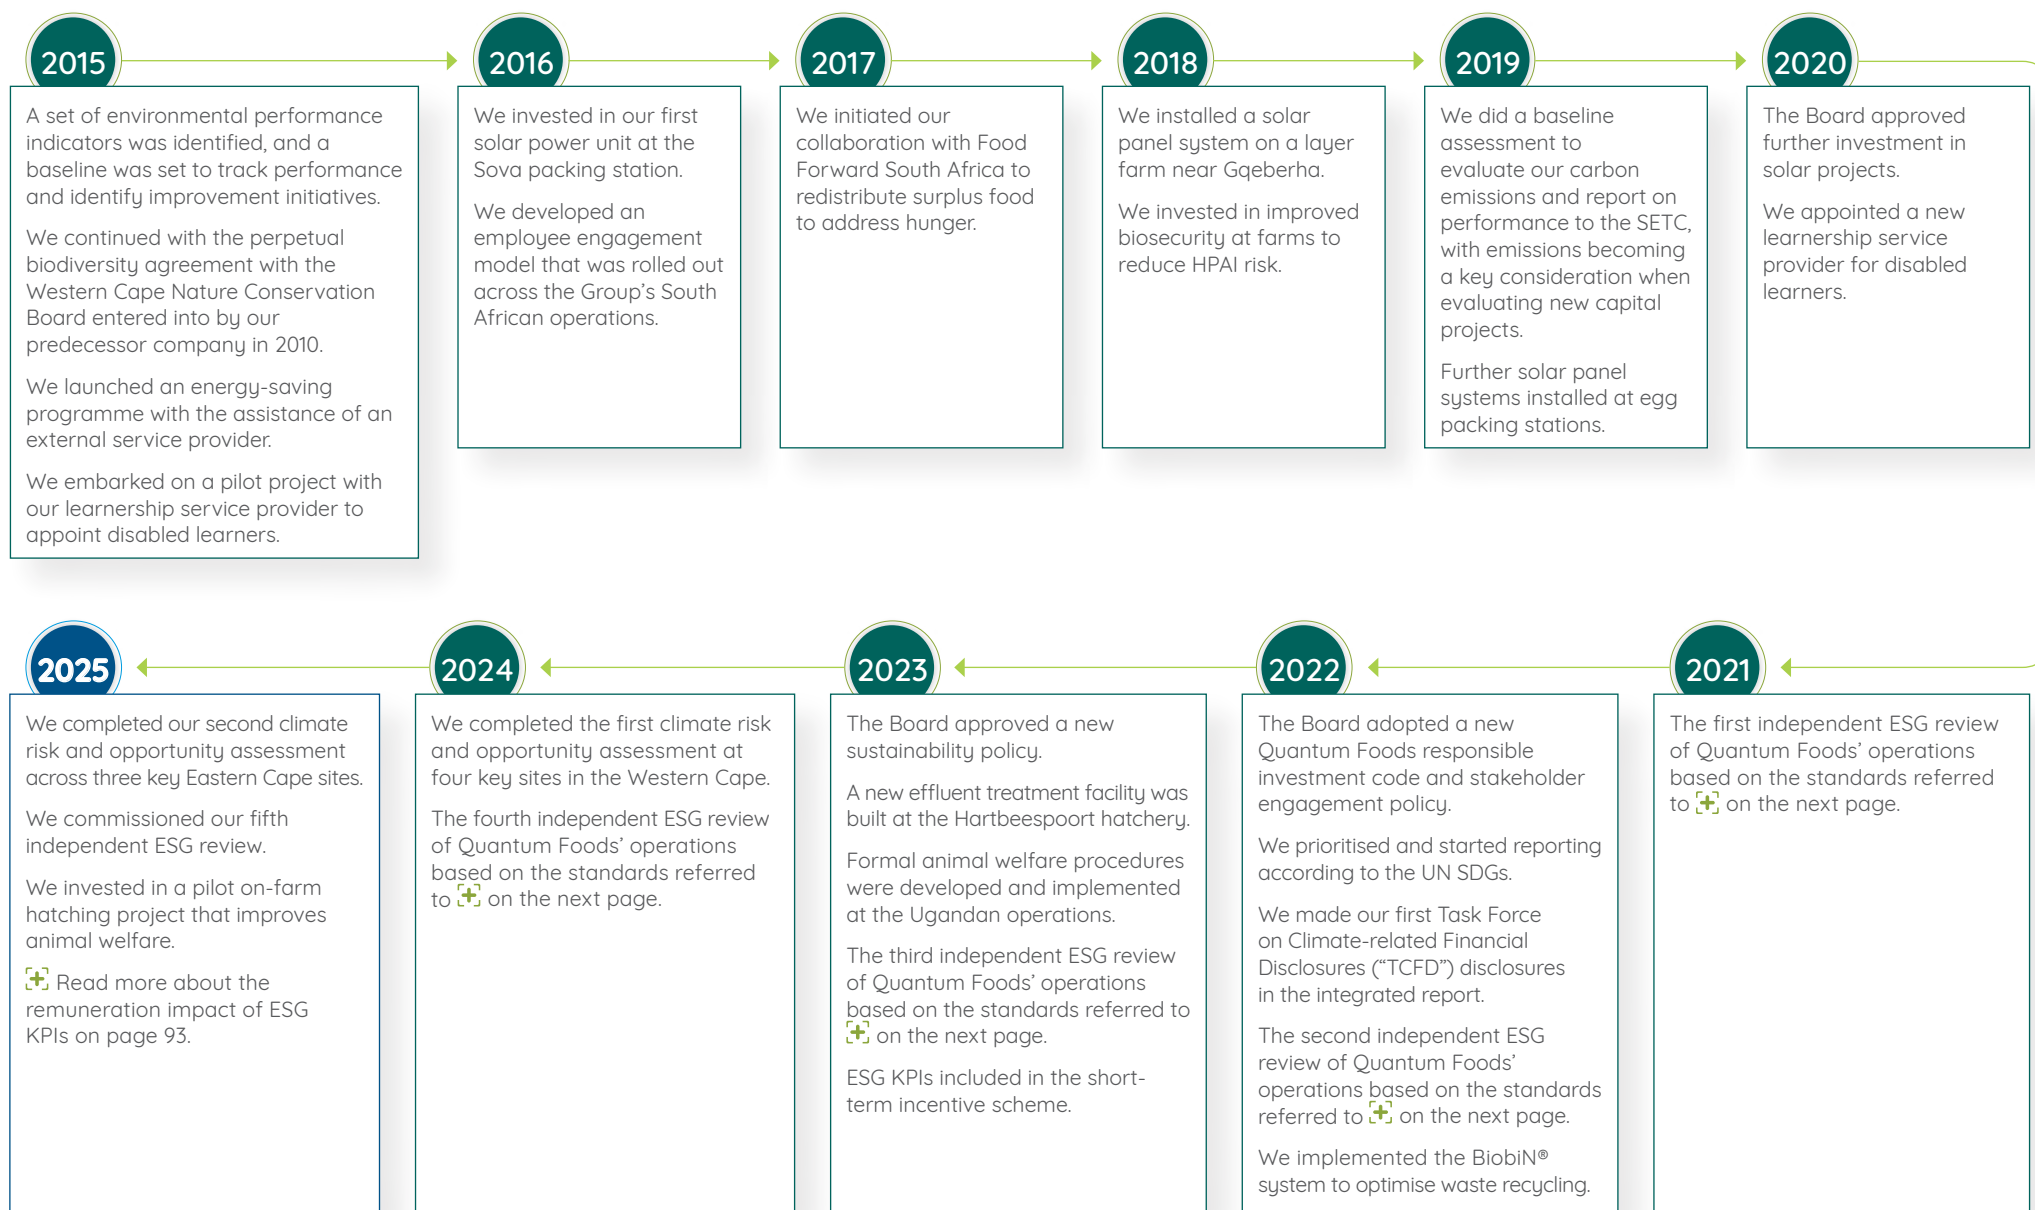 2015
A set of environmental performance
indicators was identified, and a
baseline was set to track performance
and identify improvement initiatives.
We continued with the perpetual
biodiversity agreement with the
Western Cape Nature Conservation
Board entered into by our
predecessor company in 2010.
We launched an energy-saving
programme with the assistance of an
external service provider.
We embarked on a pilot project with
our learnership service provider to
appoint disabled learners.
2016
We invested in our first
solar power unit at the
Sova packing station.
We developed an
employee engagement
model that was rolled out
across the Group's South
African operations.
2017
We initiated our
collaboration with Food
Forward South Africa to
redistribute surplus food
to address hunger.
2018
We installed a solar
panel system on a layer
farm near Gqeberha.
We invested in improved
biosecurity at farms to
reduce HPAI risk.
2019
We did a baseline
assessment to
evaluate our carbon
emissions and report on
performance to the SETC,
with emissions becoming
a key consideration when
evaluating new capital
projects.
Further solar panel
systems installed at egg
packing stations.
2020
The Board approved
further investment in
solar projects.
We appointed a new
learnership service
provider for disabled
learners.
2021
The first independent ESG review
of Quantum Foods' operations
based on the standards referred
to on the next page.
2022
The Board adopted a new
Quantum Foods responsible
investment code and stakeholder
engagement policy.
We prioritised and started reporting
according to the UN SDGs.
We made our first Task Force
on Climate-related Financial
Disclosures ("TCFD") disclosures
in the integrated report.
The second independent ESG
review of Quantum Foods'
operations based on the standards
referred to on the next page.
We implemented the BiobiN®
system to optimise waste recycling.
2023
The Board approved a new
sustainability policy.
A new effluent treatment facility was
built at the Hartbeespoort hatchery.
Formal animal welfare procedures
were developed and implemented
at the Ugandan operations.
The third independent ESG review
of Quantum Foods' operations
based on the standards referred to
on the next page.
ESG KPIs included in the short-
term incentive scheme.
2024
We completed the first climate risk
and opportunity assessment at
four key sites in the Western Cape.
The fourth independent ESG review
of Quantum Foods' operations
based on the standards referred
to on the next page.
2025
We completed our second climate
risk and opportunity assessment
across three key Eastern Cape sites.
We commissioned our fifth
independent ESG review.
We invested in a pilot on-farm
hatching project that improves
animal welfare.
Read more about the
remuneration impact of ESG
KPIs on page 93.